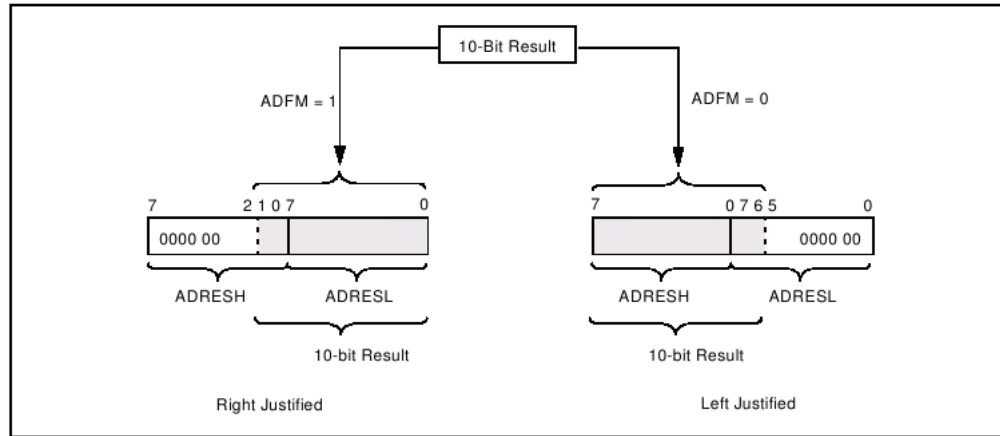 10-Bit Result
ADFM = 1
ADFM = 0
7 2 1 0 7 0
7 0 7 6 5 0
0000 00
0000 00
ADRESH
ADRESL
ADRESH
ADRESL
10-bit Result
10-bit Result
Right Justified
Left Justified